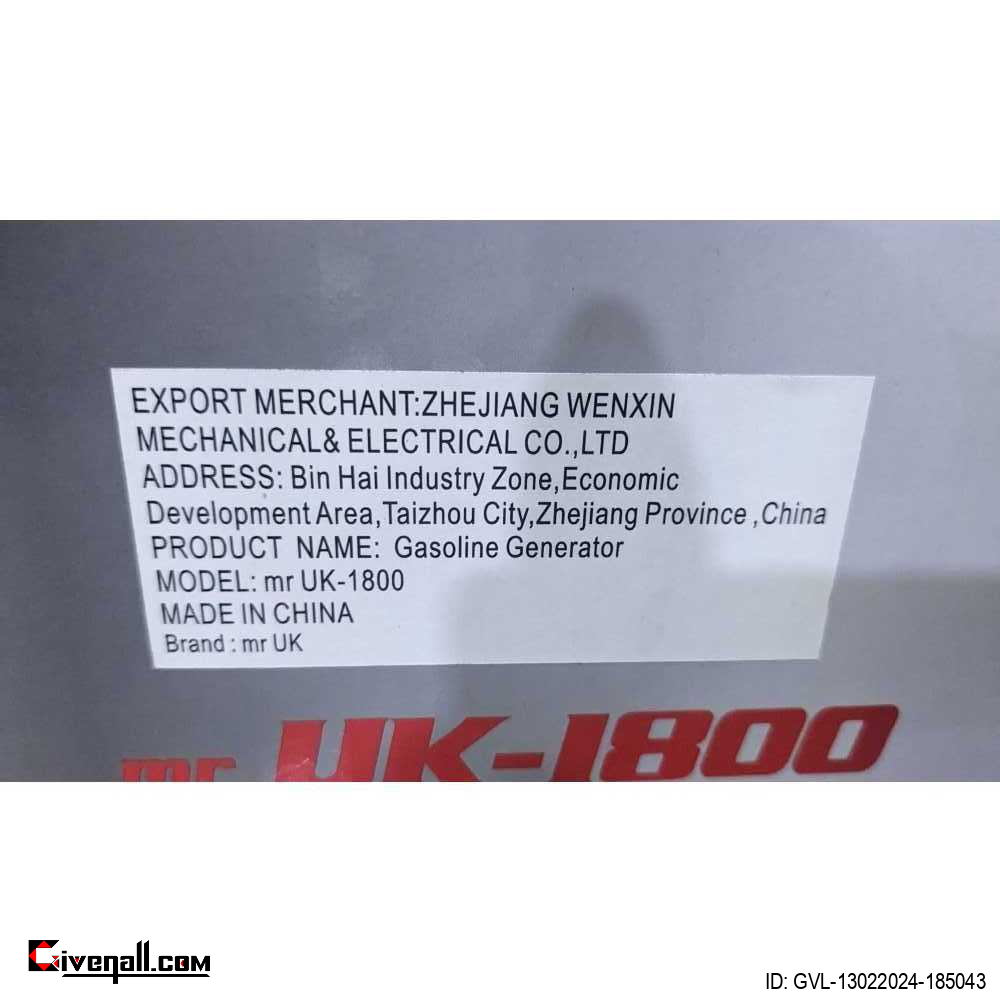 EXPORT MERCHANT:ZHEJIANG WENXIN
MECHANICAL& ELECTRICAL CO.,LTD
ADDRESS: Bin Hai Industry Zone,Economic
Development Area,Taizhou City,Zhejiang Province ,China
PRODUCT NAME: Gasoline Generator
MODEL: mr UK-1800
MADE IN CHINA
Brand : mr UK
mr UK-1800
Givenall.com
ID: GVL-13022024-185043